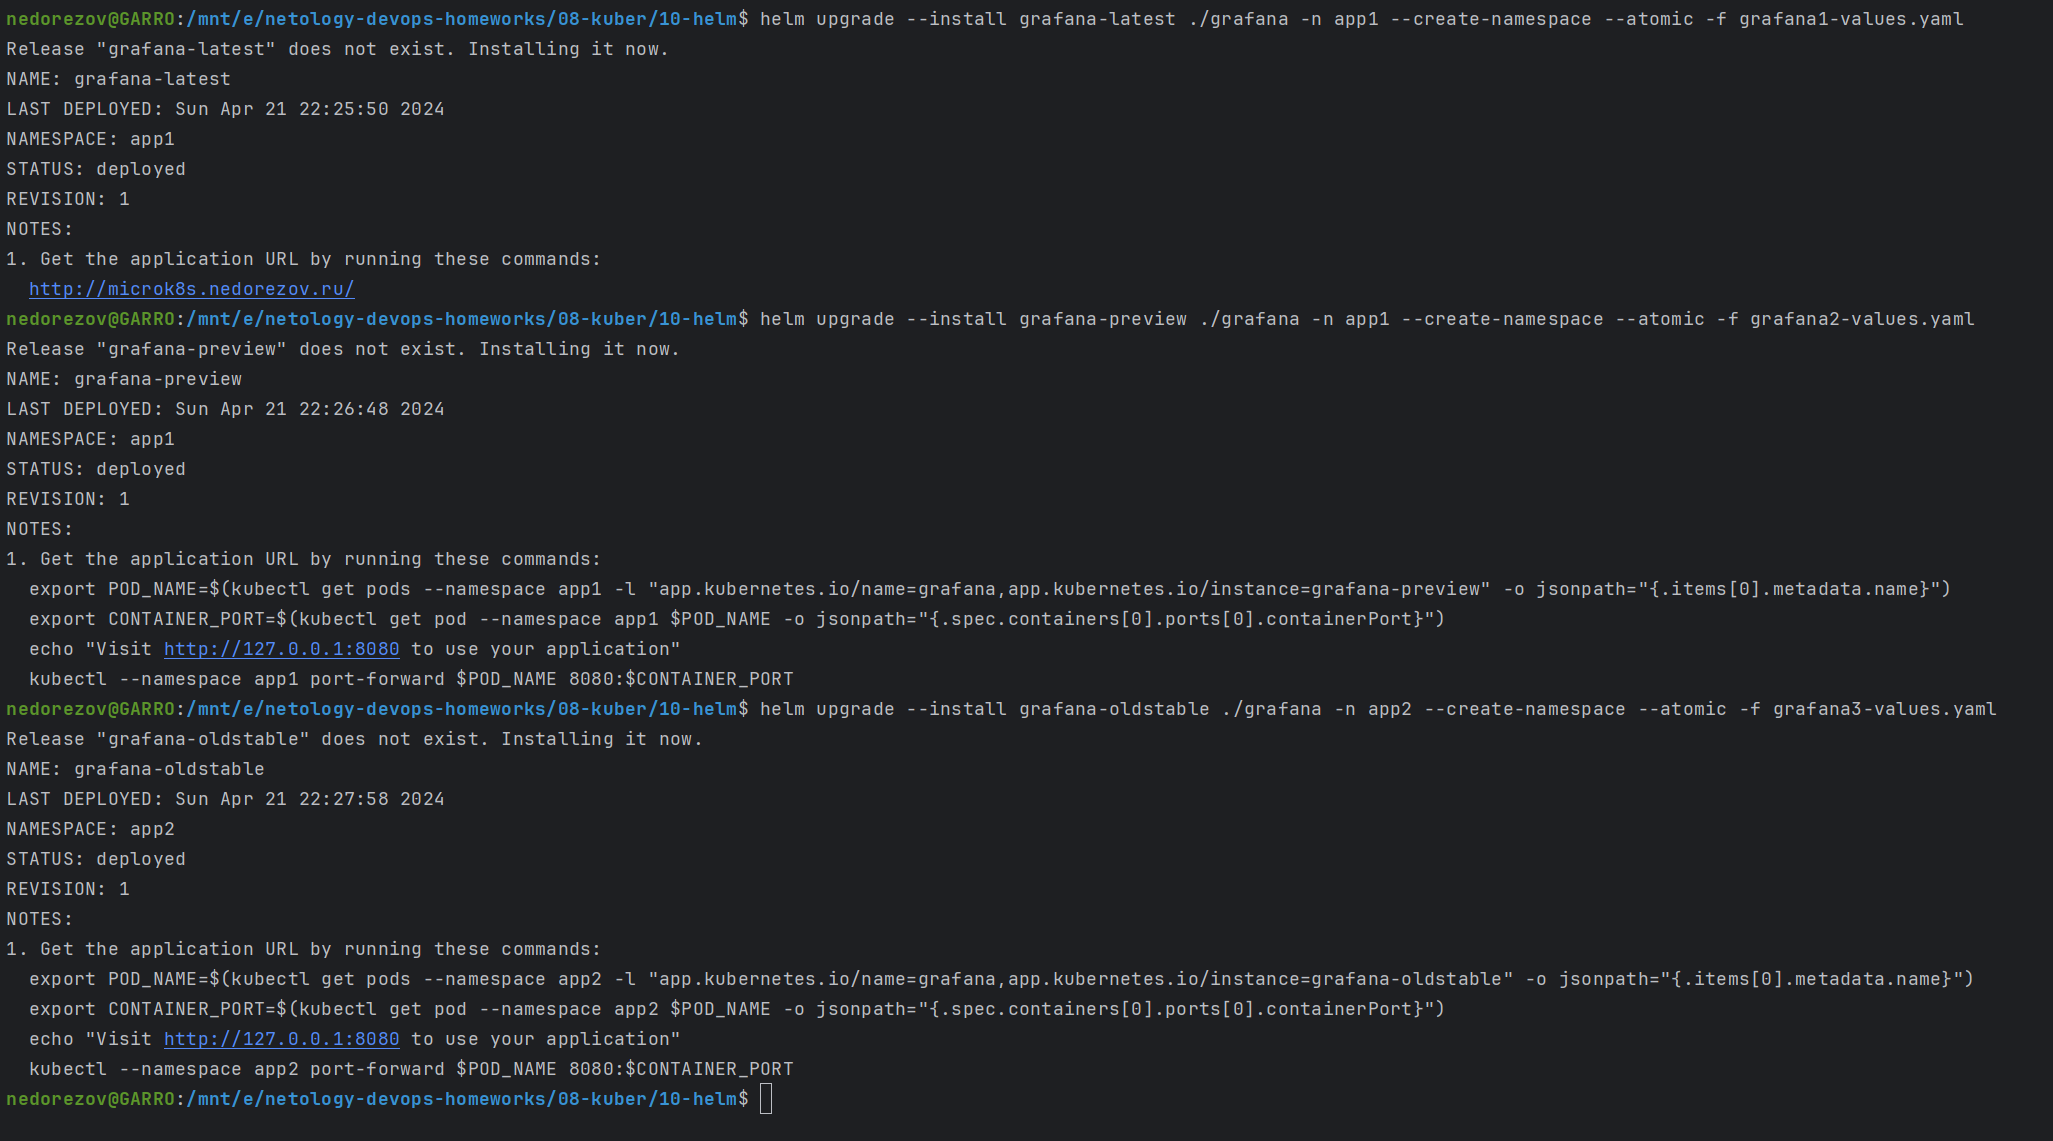 nedorezov@GARRO:/mnt/e/netology-devops-homeworks/08-kuber/10-helm$ helm upgrade --install grafana-latest ./grafana -n app1 --create-namespace --atomic -f grafana1-values.yaml
Release "grafana-latest" does not exist. Installing it now.
NAME: grafana-latest
LAST DEPLOYED: Sun Apr 21 22:25:50 2024
NAMESPACE: app1
STATUS: deployed
REVISION: 1
NOTES:
1. Get the application URL by running these commands:
  http://microk8s.nedorezov.ru/
nedorezov@GARRO:/mnt/e/netology-devops-homeworks/08-kuber/10-helm$ helm upgrade --install grafana-preview ./grafana -n app1 --create-namespace --atomic -f grafana2-values.yaml
Release "grafana-preview" does not exist. Installing it now.
NAME: grafana-preview
LAST DEPLOYED: Sun Apr 21 22:26:48 2024
NAMESPACE: app1
STATUS: deployed
REVISION: 1
NOTES:
1. Get the application URL by running these commands:
  export POD_NAME=$(kubectl get pods --namespace app1 -l "app.kubernetes.io/name=grafana,app.kubernetes.io/instance=grafana-preview" -o jsonpath="{.items[0].metadata.name}")
  export CONTAINER_PORT=$(kubectl get pod --namespace app1 $POD_NAME -o jsonpath="{.spec.containers[0].ports[0].containerPort}")
  echo "Visit http://127.0.0.1:8080 to use your application"
  kubectl --namespace app1 port-forward $POD_NAME 8080:$CONTAINER_PORT
nedorezov@GARRO:/mnt/e/netology-devops-homeworks/08-kuber/10-helm$ helm upgrade --install grafana-oldstable ./grafana -n app2 --create-namespace --atomic -f grafana3-values.yaml
Release "grafana-oldstable" does not exist. Installing it now.
NAME: grafana-oldstable
LAST DEPLOYED: Sun Apr 21 22:27:58 2024
NAMESPACE: app2
STATUS: deployed
REVISION: 1
NOTES:
1. Get the application URL by running these commands:
  export POD_NAME=$(kubectl get pods --namespace app2 -l "app.kubernetes.io/name=grafana,app.kubernetes.io/instance=grafana-oldstable" -o jsonpath="{.items[0].metadata.name}")
  export CONTAINER_PORT=$(kubectl get pod --namespace app2 $POD_NAME -o jsonpath="{.spec.containers[0].ports[0].containerPort}")
  echo "Visit http://127.0.0.1:8080 to use your application"
  kubectl --namespace app2 port-forward $POD_NAME 8080:$CONTAINER_PORT
nedorezov@GARRO:/mnt/e/netology-devops-homeworks/08-kuber/10-helm$